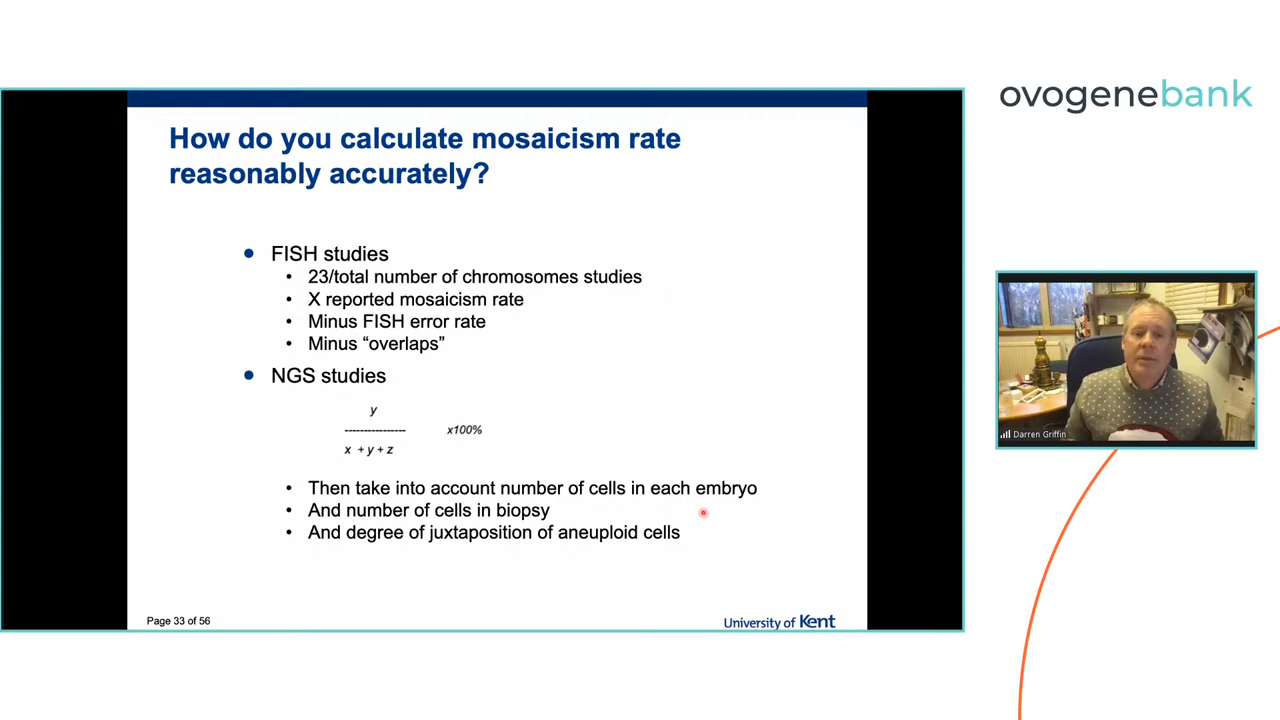 ovogenebank
How do you calculate mosaicism rate
reasonably accurately?
• FISH studies
• 23/total number of chromosomes studies
• X reported mosaicism rate
• Minus FISH error rate
• Minus “overlaps”
• NGS studies
y
---------------- x100%
x + y + z
• Then take into account number of cells in each embryo
• And number of cells in biopsy
• And degree of juxtaposition of aneuploid cells
Darren Griffin
Page 33 of 56
University of Kent